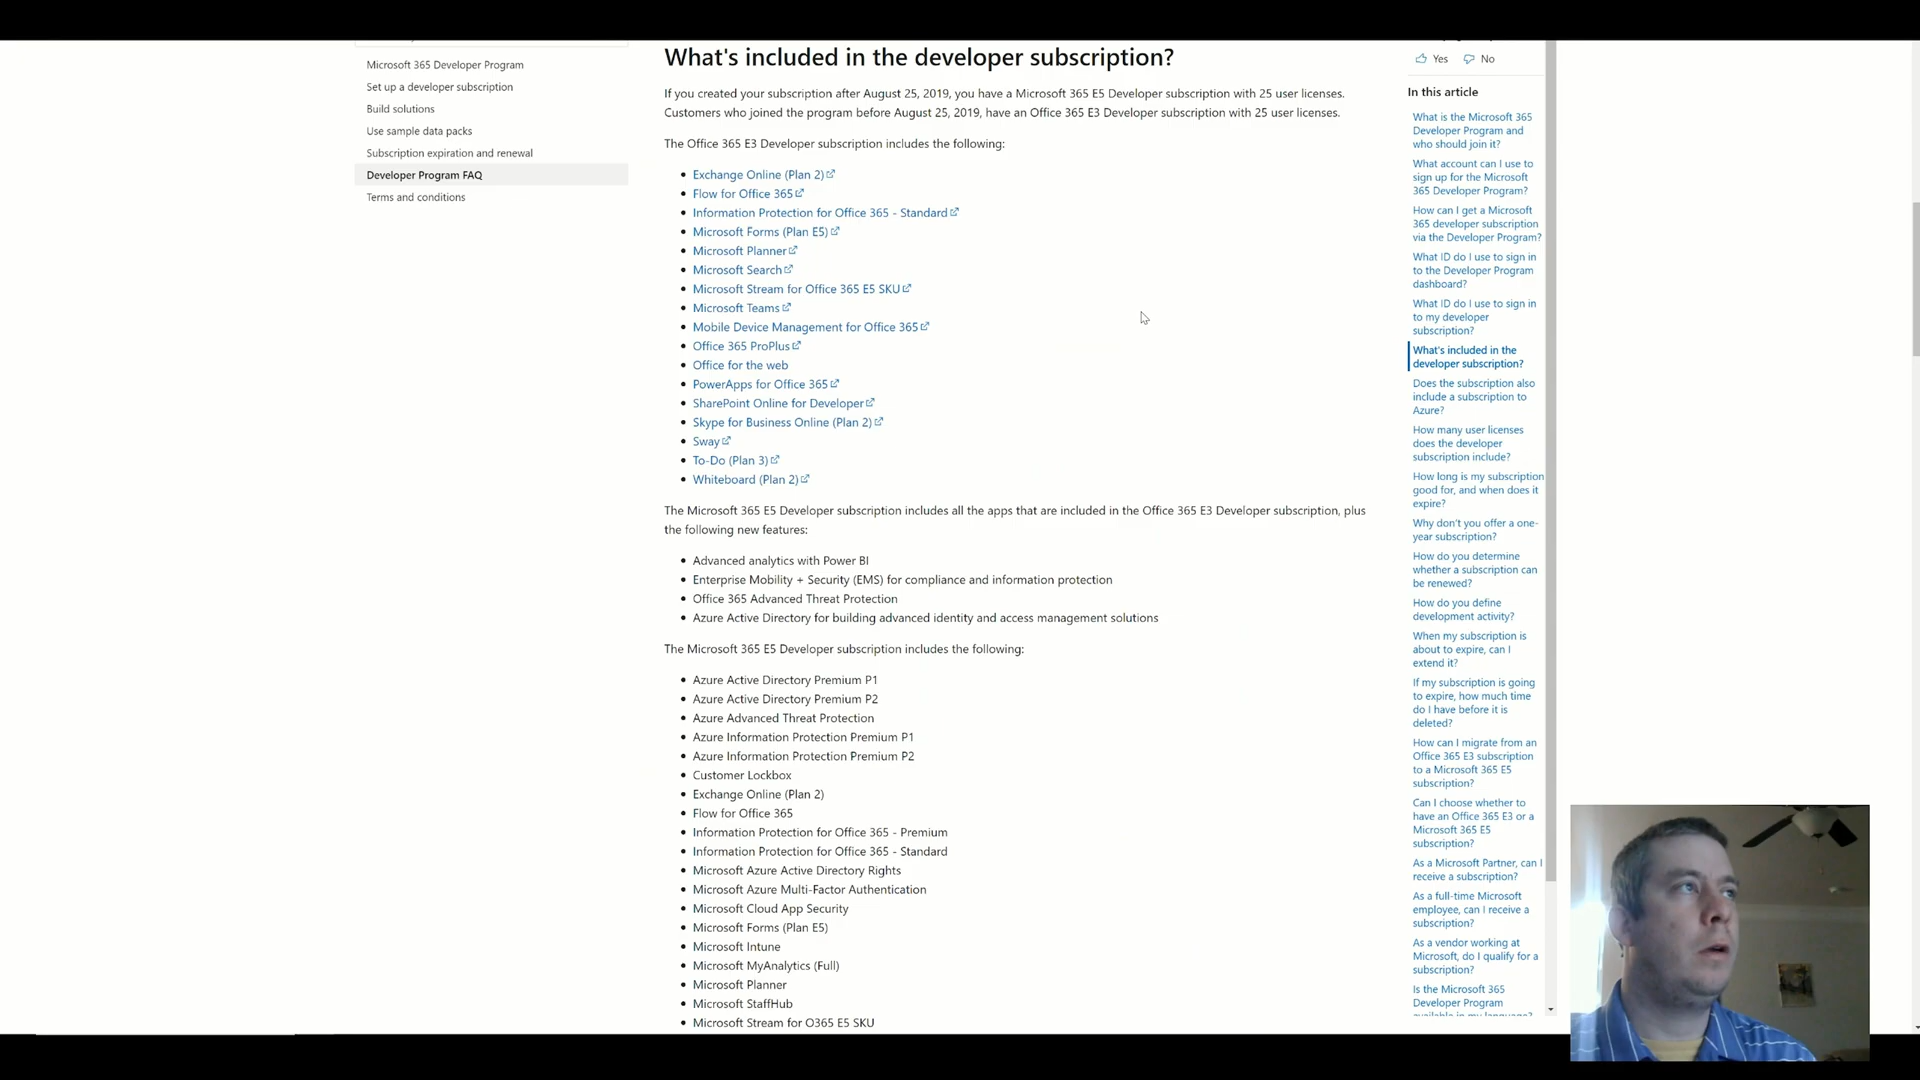 Microsoft 365 Developer Program
Set up a developer subscription
Build solutions
Use sample data packs
Subscription expiration and renewal
Developer Program FAQ
Terms and conditions
What's included in the developer subscription?
If you created your subscription after August 25, 2019, you have a Microsoft 365 E5 Developer subscription with 25 user licenses.
Customers who joined the program before August 25, 2019, have an Office 365 E3 Developer subscription with 25 user licenses.
The Office 365 E3 Developer subscription includes the following:
Exchange Online (Plan 2)
Flow for Office 365
Information Protection for Office 365 - Standard
Microsoft Forms (Plan E5)
Microsoft Planner
Microsoft Search
Microsoft Stream for Office 365 E5 SKU
Microsoft Teams
Mobile Device Management for Office 365
Office 365 ProPlus
Office for the web
PowerApps for Office 365
SharePoint Online for Developer
Skype for Business Online (Plan 2)
Sway
To-Do (Plan 3)
Whiteboard (Plan 2)
The Microsoft 365 E5 Developer subscription includes all the apps that are included in the Office 365 E3 Developer subscription, plus
the following new features:
Advanced analytics with Power BI
Enterprise Mobility + Security (EMS) for compliance and information protection
Office 365 Advanced Threat Protection
Azure Active Directory for building advanced identity and access management solutions
The Microsoft 365 E5 Developer subscription includes the following:
Azure Active Directory Premium P1
Azure Active Directory Premium P2
Azure Advanced Threat Protection
Azure Information Protection Premium P1
Azure Information Protection Premium P2
Customer Lockbox
Exchange Online (Plan 2)
Flow for Office 365
Information Protection for Office 365 - Premium
Information Protection for Office 365 - Standard
Microsoft Azure Active Directory Rights
Microsoft Azure Multi-Factor Authentication
Microsoft Cloud App Security
Microsoft Forms (Plan E5)
Microsoft Intune
Microsoft MyAnalytics (Full)
Microsoft Planner
Microsoft StaffHub
Microsoft Stream for O365 E5 SKU
Yes No
In this article
What is the Microsoft 365
Developer Program and
who should join it?
What account can I use to
sign up for the Microsoft
365 Developer Program?
How can I get a Microsoft
365 developer subscription
via the Developer Program?
What ID do I use to sign in
to the Developer Program
dashboard?
What ID do I use to sign in
to my developer
subscription?
What's included in the
developer subscription?
Does the subscription also
include a subscription to
Azure?
How many user licenses
does the developer
subscription include?
How long is my subscription
good for, and when does it
expire?
Why don't you offer a one-
year subscription?
How do you determine
whether a subscription can
be renewed?
How do you define
development activity?
When my subscription is
about to expire, can I
extend it?
If my subscription is going
to expire, how much time
do I have before it is
deleted?
How can I migrate from an
Office 365 E3 subscription
to a Microsoft 365 E5
subscription?
Can I choose whether to
have an Office 365 E3 or a
Microsoft 365 E5
subscription?
As a Microsoft Partner, can I
receive a subscription?
As a full-time Microsoft
employee, can I receive a
subscription?
As a vendor working at
Microsoft, do I qualify for a
subscription?
Is the Microsoft 365
Developer Program
available in my language?